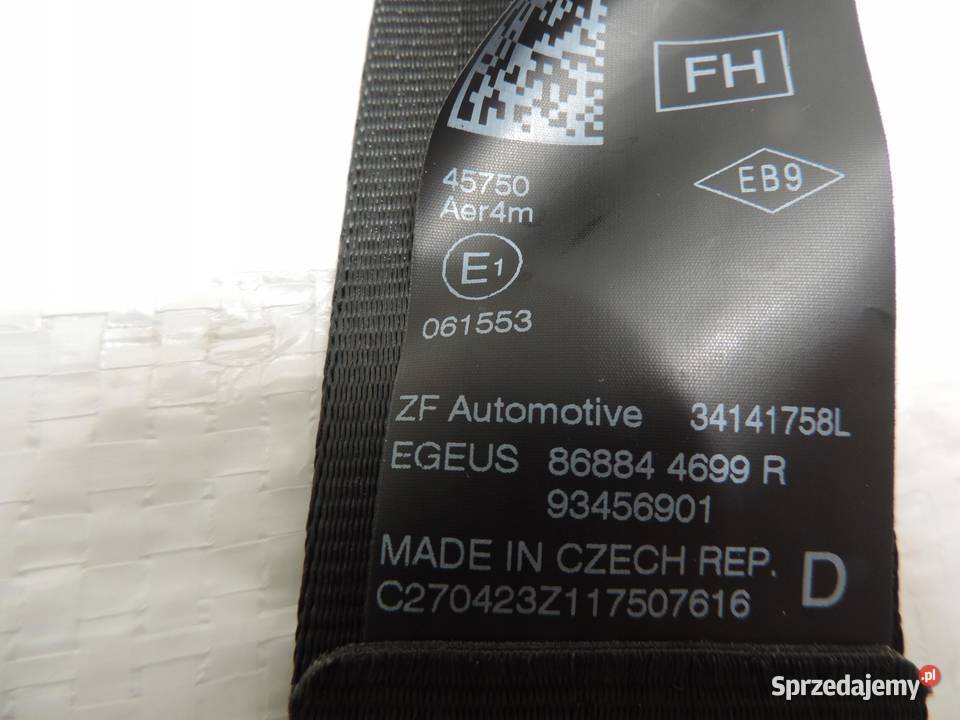 FH
EB9
45750
Aer4m
E1
061553
ZF Automotive 34141758L
EGEUS 86884 4699 R
93456901
MADE IN CZECH REP. D
C270423Z117507616
Sprzedajemy.pl